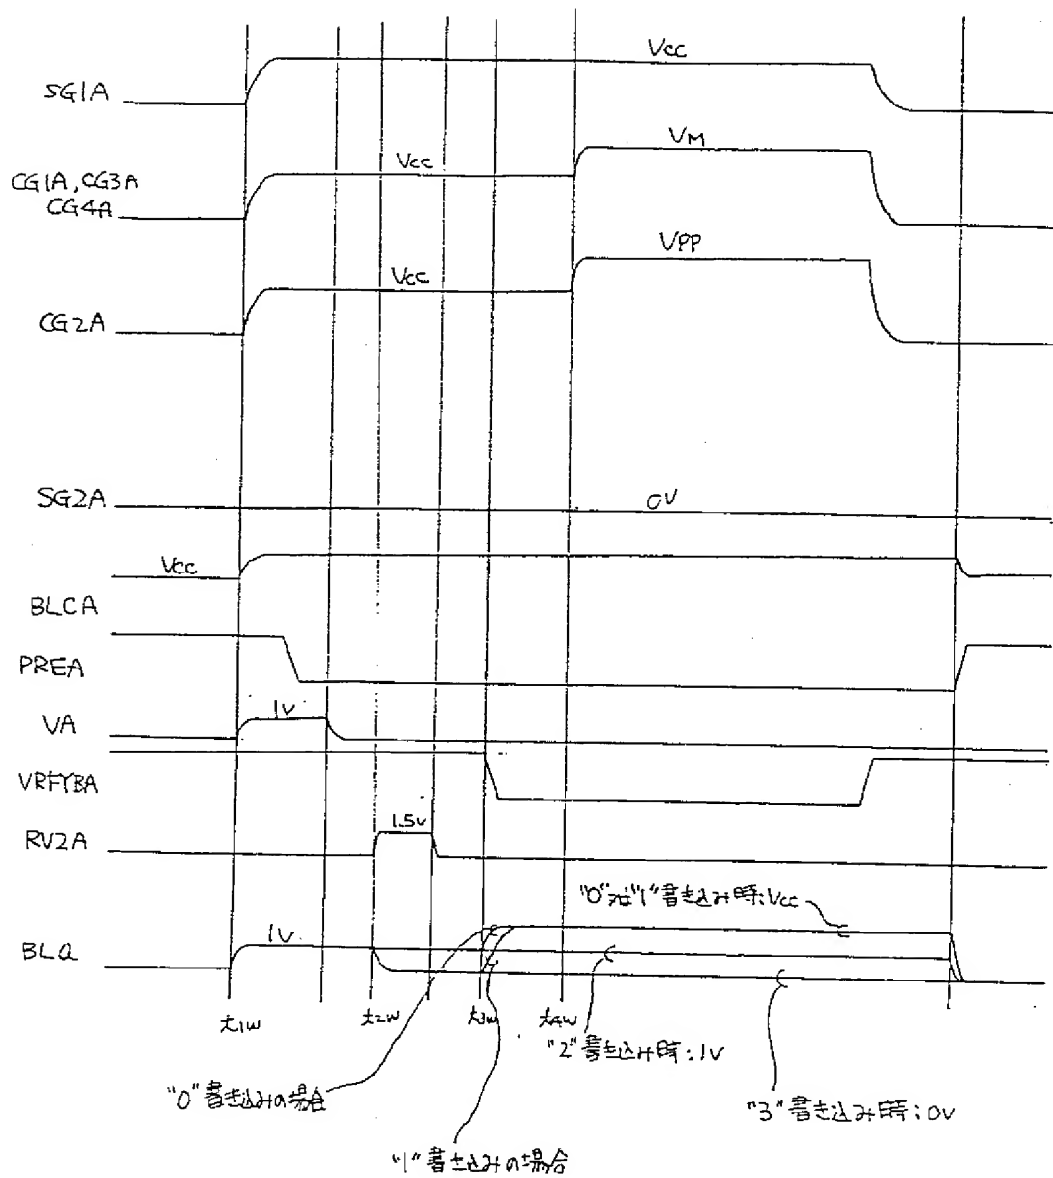 Vcc
SG1A
VM
Vcc
CG1A, CG3A
CG4A
VPP
Vcc
CG2A
SG2A
0V
Vcc
BLCA
PREA
1V
VA
VRFYBA
1.5V
RV2A
"0" "1"書き込み時:Vcc
1V
BLa
t1w
t2w
t3w
t4w
"2"書き込み時:1V
"0"書き込みの場合
"3"書き込み時:0V
"1"書き込みの場合